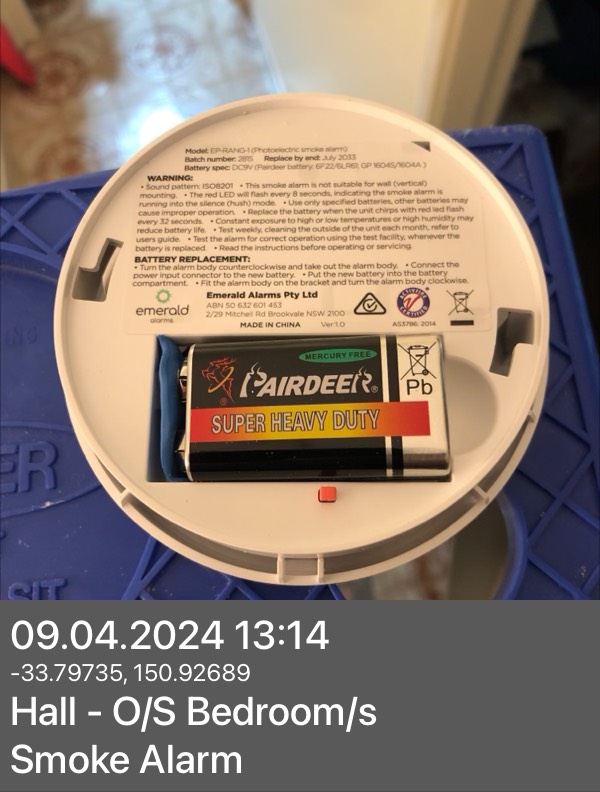 Model: EP-RANG-1 (Photoelectric smoke alarm)
Batch number: 2815 Replace by end: July 2033
Battery spec: DC9V (Pairdeer battery: 6F22/6LR61; GP 1604S/1604A )
WARNING:
• Sound pattern: ISO8201 • This smoke alarm is not suitable for wall (vertical)
mounting. • The red LED will flash every 8 seconds, indicating the smoke alarm is
running into the silence (hush) mode. • Use only specified batteries, other batteries may
cause improper operation. • Replace the battery when the unit chirps with red led flash
every 32 seconds. • Constant exposure to high or low temperatures or high humidity may
reduce battery life. • Test weekly, cleaning the outside of the unit each month, refer to
users guide. • Test the alarm for correct operation using the test facility, whenever the
battery is replaced. • Read the instructions before operating or servicing.
BATTERY REPLACEMENT:
• Turn the alarm body counterclockwise and take out the alarm body. • Connect the
power input connector to the new battery. • Put the new battery into the battery
compartment. • Fit the alarm body on the bracket and turn the alarm body clockwise.
emerald
alarms
Emerald Alarms Pty Ltd
ABN 50 632 601 453
2/29 Mitchell Rd Brookvale NSW 2100
MADE IN CHINA Ver1.0
AS3786: 2014
MERCURY FREE
PAIRDEER®
SUPER HEAVY DUTY
Pb
ER
SIT
09.04.2024 13:14
-33.79735, 150.92689
Hall - O/S Bedroom/s
Smoke Alarm